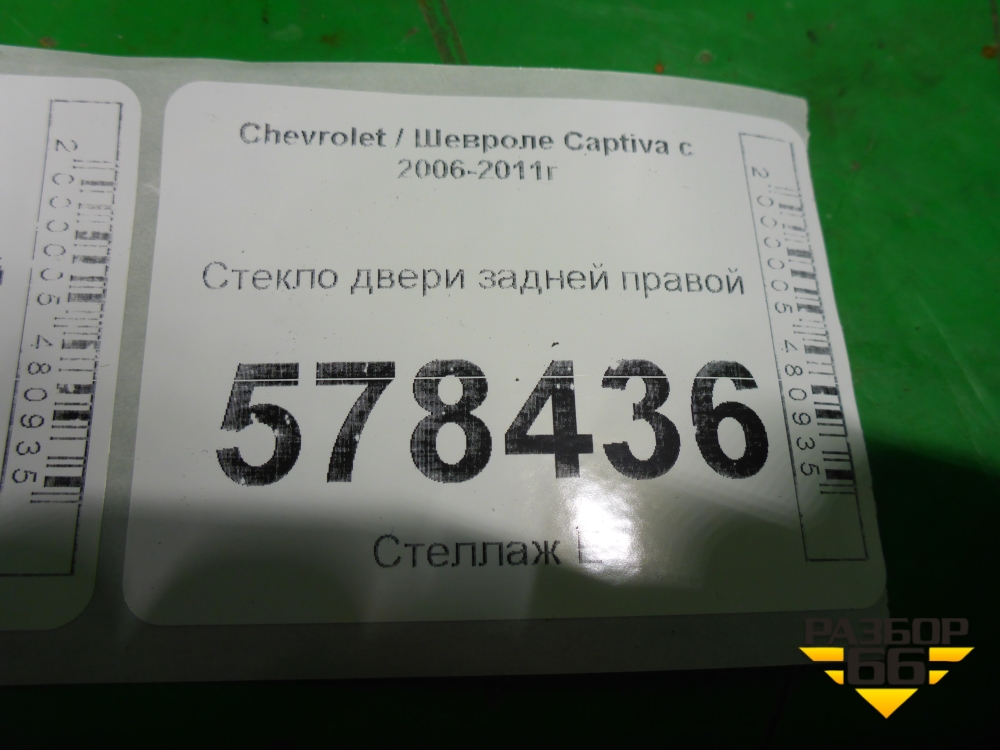 Chevrolet / Шевроле Captiva с
2006-2011г
Стекло двери задней правой
578436
Стеллаж
2000005480935
2000005480935
РАЗБОР
66